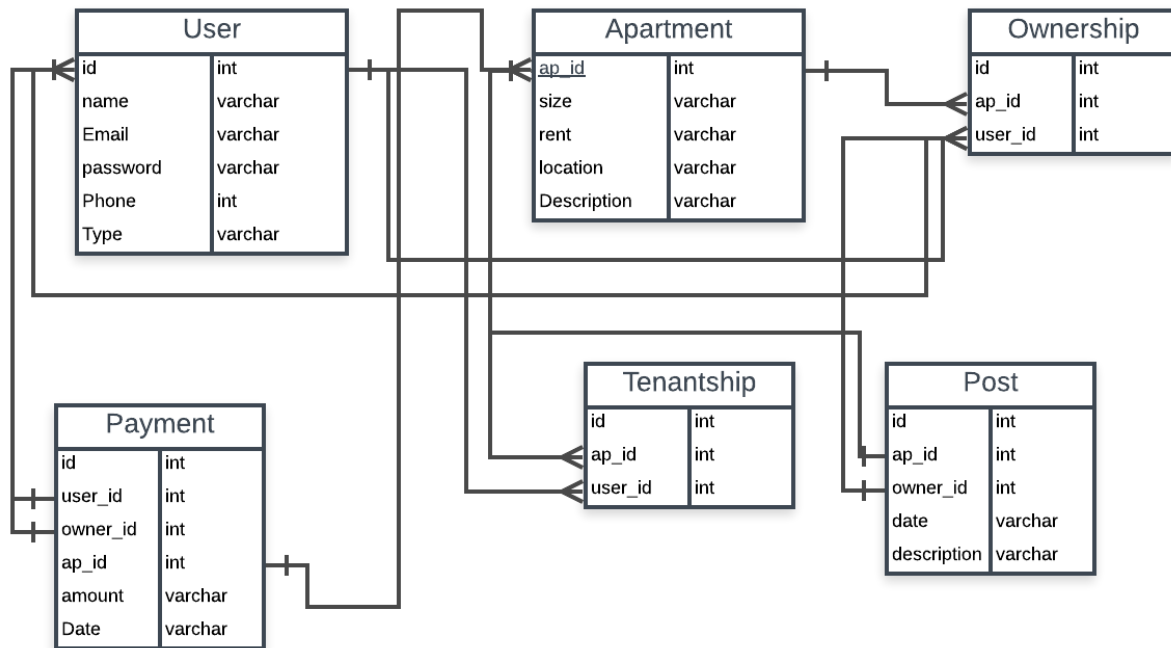 User
id int
name varchar
Email varchar
password varchar
Phone int
Type varchar
Apartment
ap_id int
size varchar
rent varchar
location varchar
Description varchar
Ownership
id int
ap_id int
user_id int
Payment
id int
user_id int
owner_id int
ap_id int
amount varchar
Date varchar
Tenantship
id int
ap_id int
user_id int
Post
id int
ap_id int
owner_id int
date varchar
description varchar